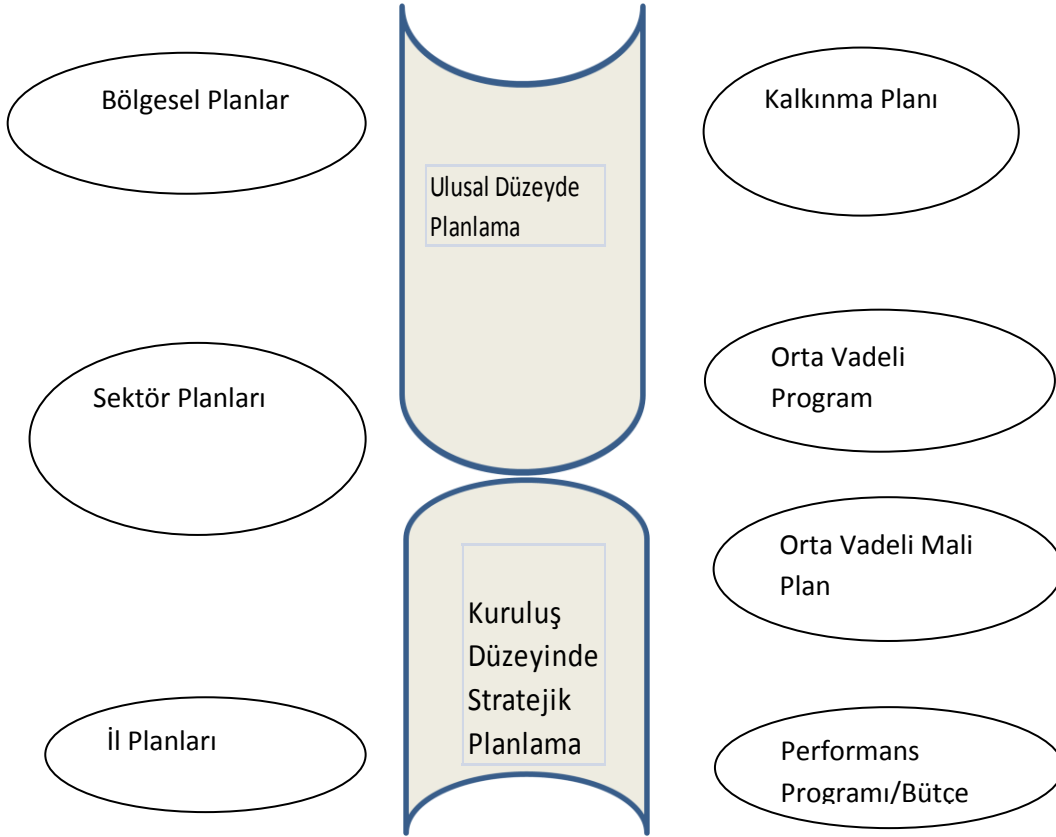 Bölgesel Planlar
Kalkınma Planı
Ulusal Düzeyde
Planlama
Sektör Planları
Orta Vadeli
Program
Orta Vadeli Mali
Plan
Kuruluş
Düzeyinde
Stratejik
Planlama
İl Planları
Performans
Programı/Bütçe